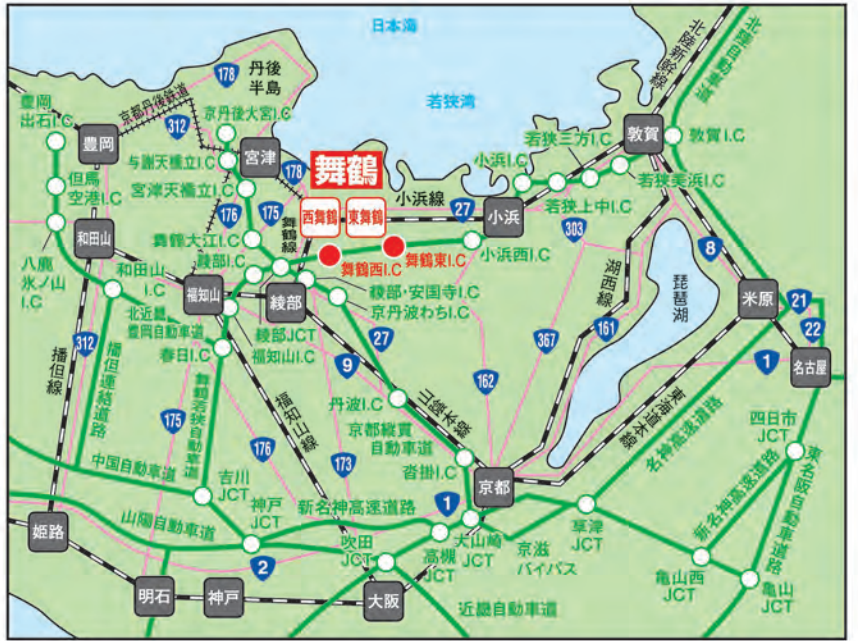 日本海
北陸新幹線
北陸自動車道
178
丹後
半島
若狭湾
豊岡
出石I.C
京都丹後鉄道
312
京丹後大宮I.C
豊岡
敦賀
敦賀I.C
若狭三方I.C
与謝天橋立I.C
宮津
178
舞鶴
小浜I.C
但馬
空港I.C
宮津天橋立I.C
若狭美浜I.C
小浜線
若狭上中I.C
176
175
西舞鶴
東舞鶴
27
小浜
303
和田山
舞鶴大江I.C
舞鶴線
舞鶴西I.C
舞鶴東I.C
小浜西I.C
8
八鹿
氷ノ山
I.C
和田山
I.C
綾部I.C
湖西線
琵琶湖
福知山
綾部
綾部・安国寺I.C
京丹波わちI.C
米原
21
22
北近畿
豊岡自動車道
綾部JCT
福知山I.C
367
161
312
春日I.C
27
9
1
名古屋
播但線
播但連絡道路
舞鶴若狭自動車道
福知山線
162
丹波I.C
山陰本線
東海道本線
名神高速道路
175
176
173
京都縦貫
自動車道
四日市
JCT
沓掛I.C
中国自動車道
吉川
JCT
京都
東名阪自動車道路
新名神高速道路
1
山陽自動車道
神戸
JCT
新名神高速道路
姫路
2
吹田
JCT
高槻
JCT
大山崎
JCT
京滋
バイパス
草津
JCT
亀山西
JCT
亀山
JCT
明石
神戸
大阪
近畿自動車道